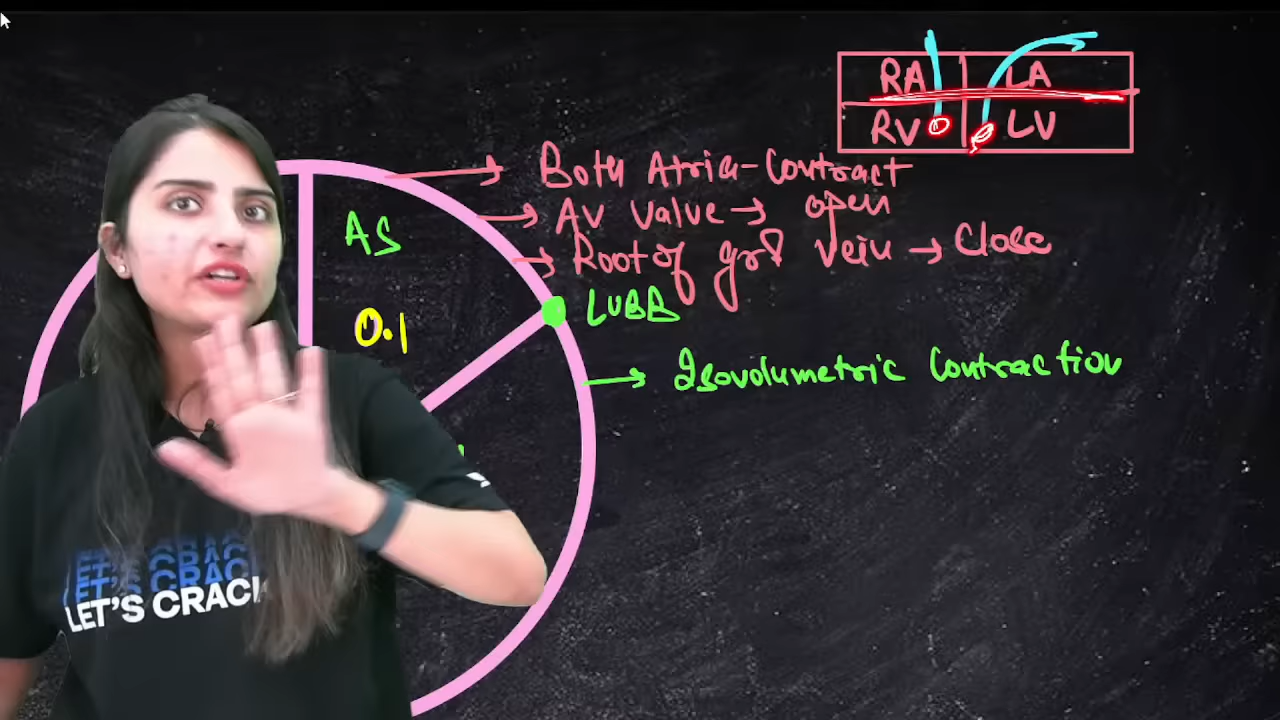 RA LA
RV LV
Both Atria-Contract
AV Valve → open
Root of grt vein → Close
LUBB
Isovolumetric Contraction
AS
0.1
LET'S CRACK
LET'S CRACK
LET'S CRACK